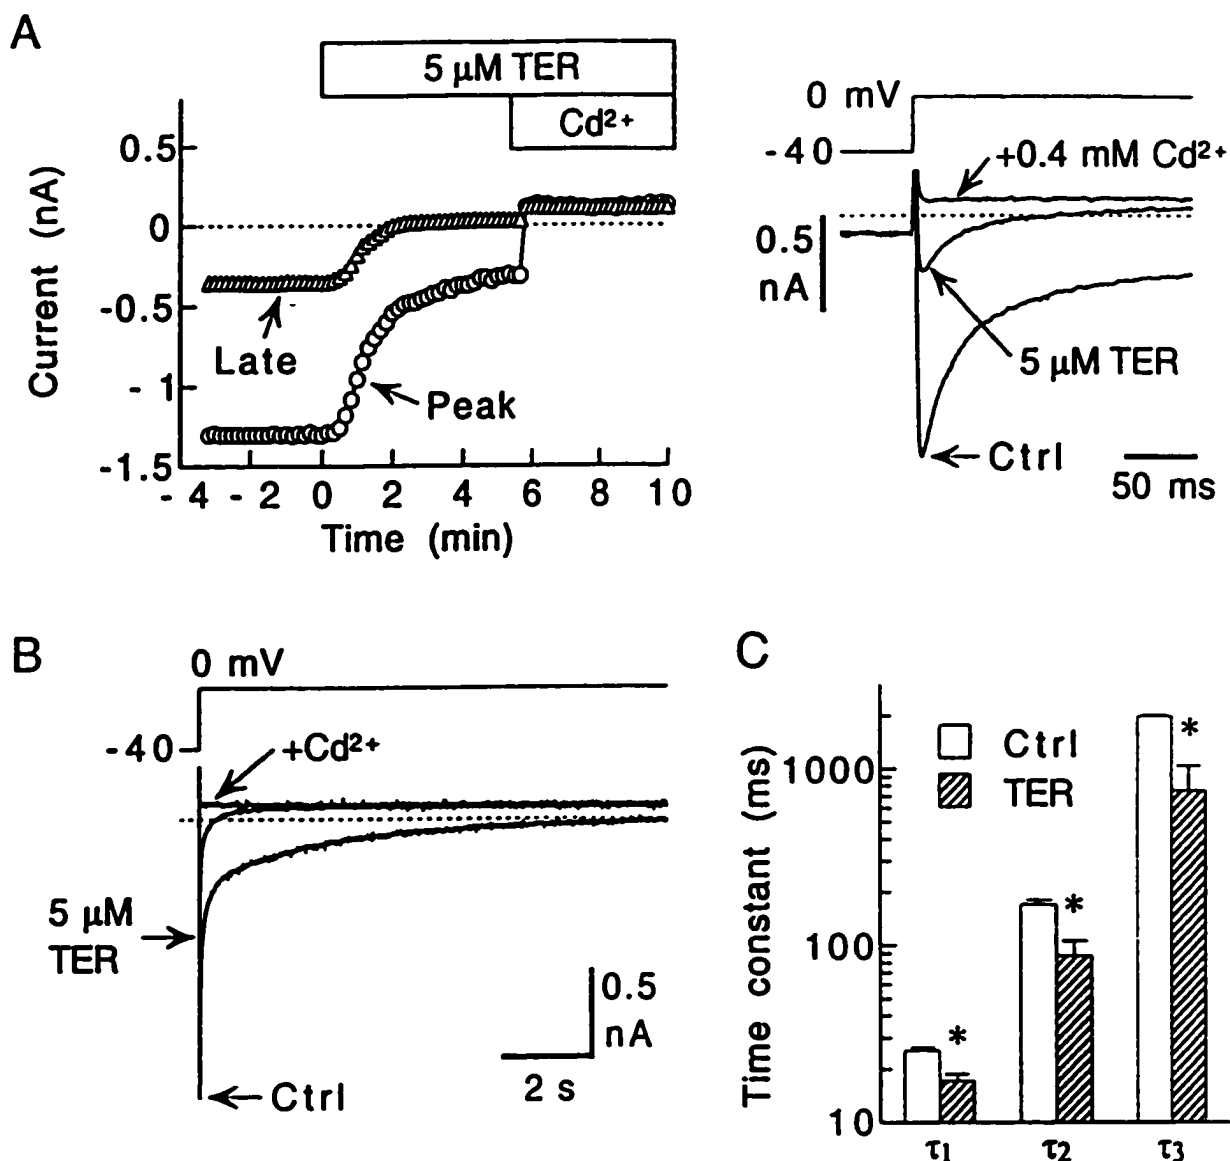 A
5 μM TER
Cd²⁺
0.5
0
-0.5
- 1
-1.5
Current (nA)
Late
Peak
- 4 - 2 0 2 4 6 8 10
Time (min)
0 mV
-40
+0.4 mM Cd²⁺
0.5
nA
5 μM TER
Ctrl
50 ms
B
0 mV
-40
+Cd²⁺
5 μM
TER
Ctrl
0.5
nA
2 s
C
Time constant (ms)
1000
100
10
Ctrl
TER
*
*
*
τ1 τ2 τ3